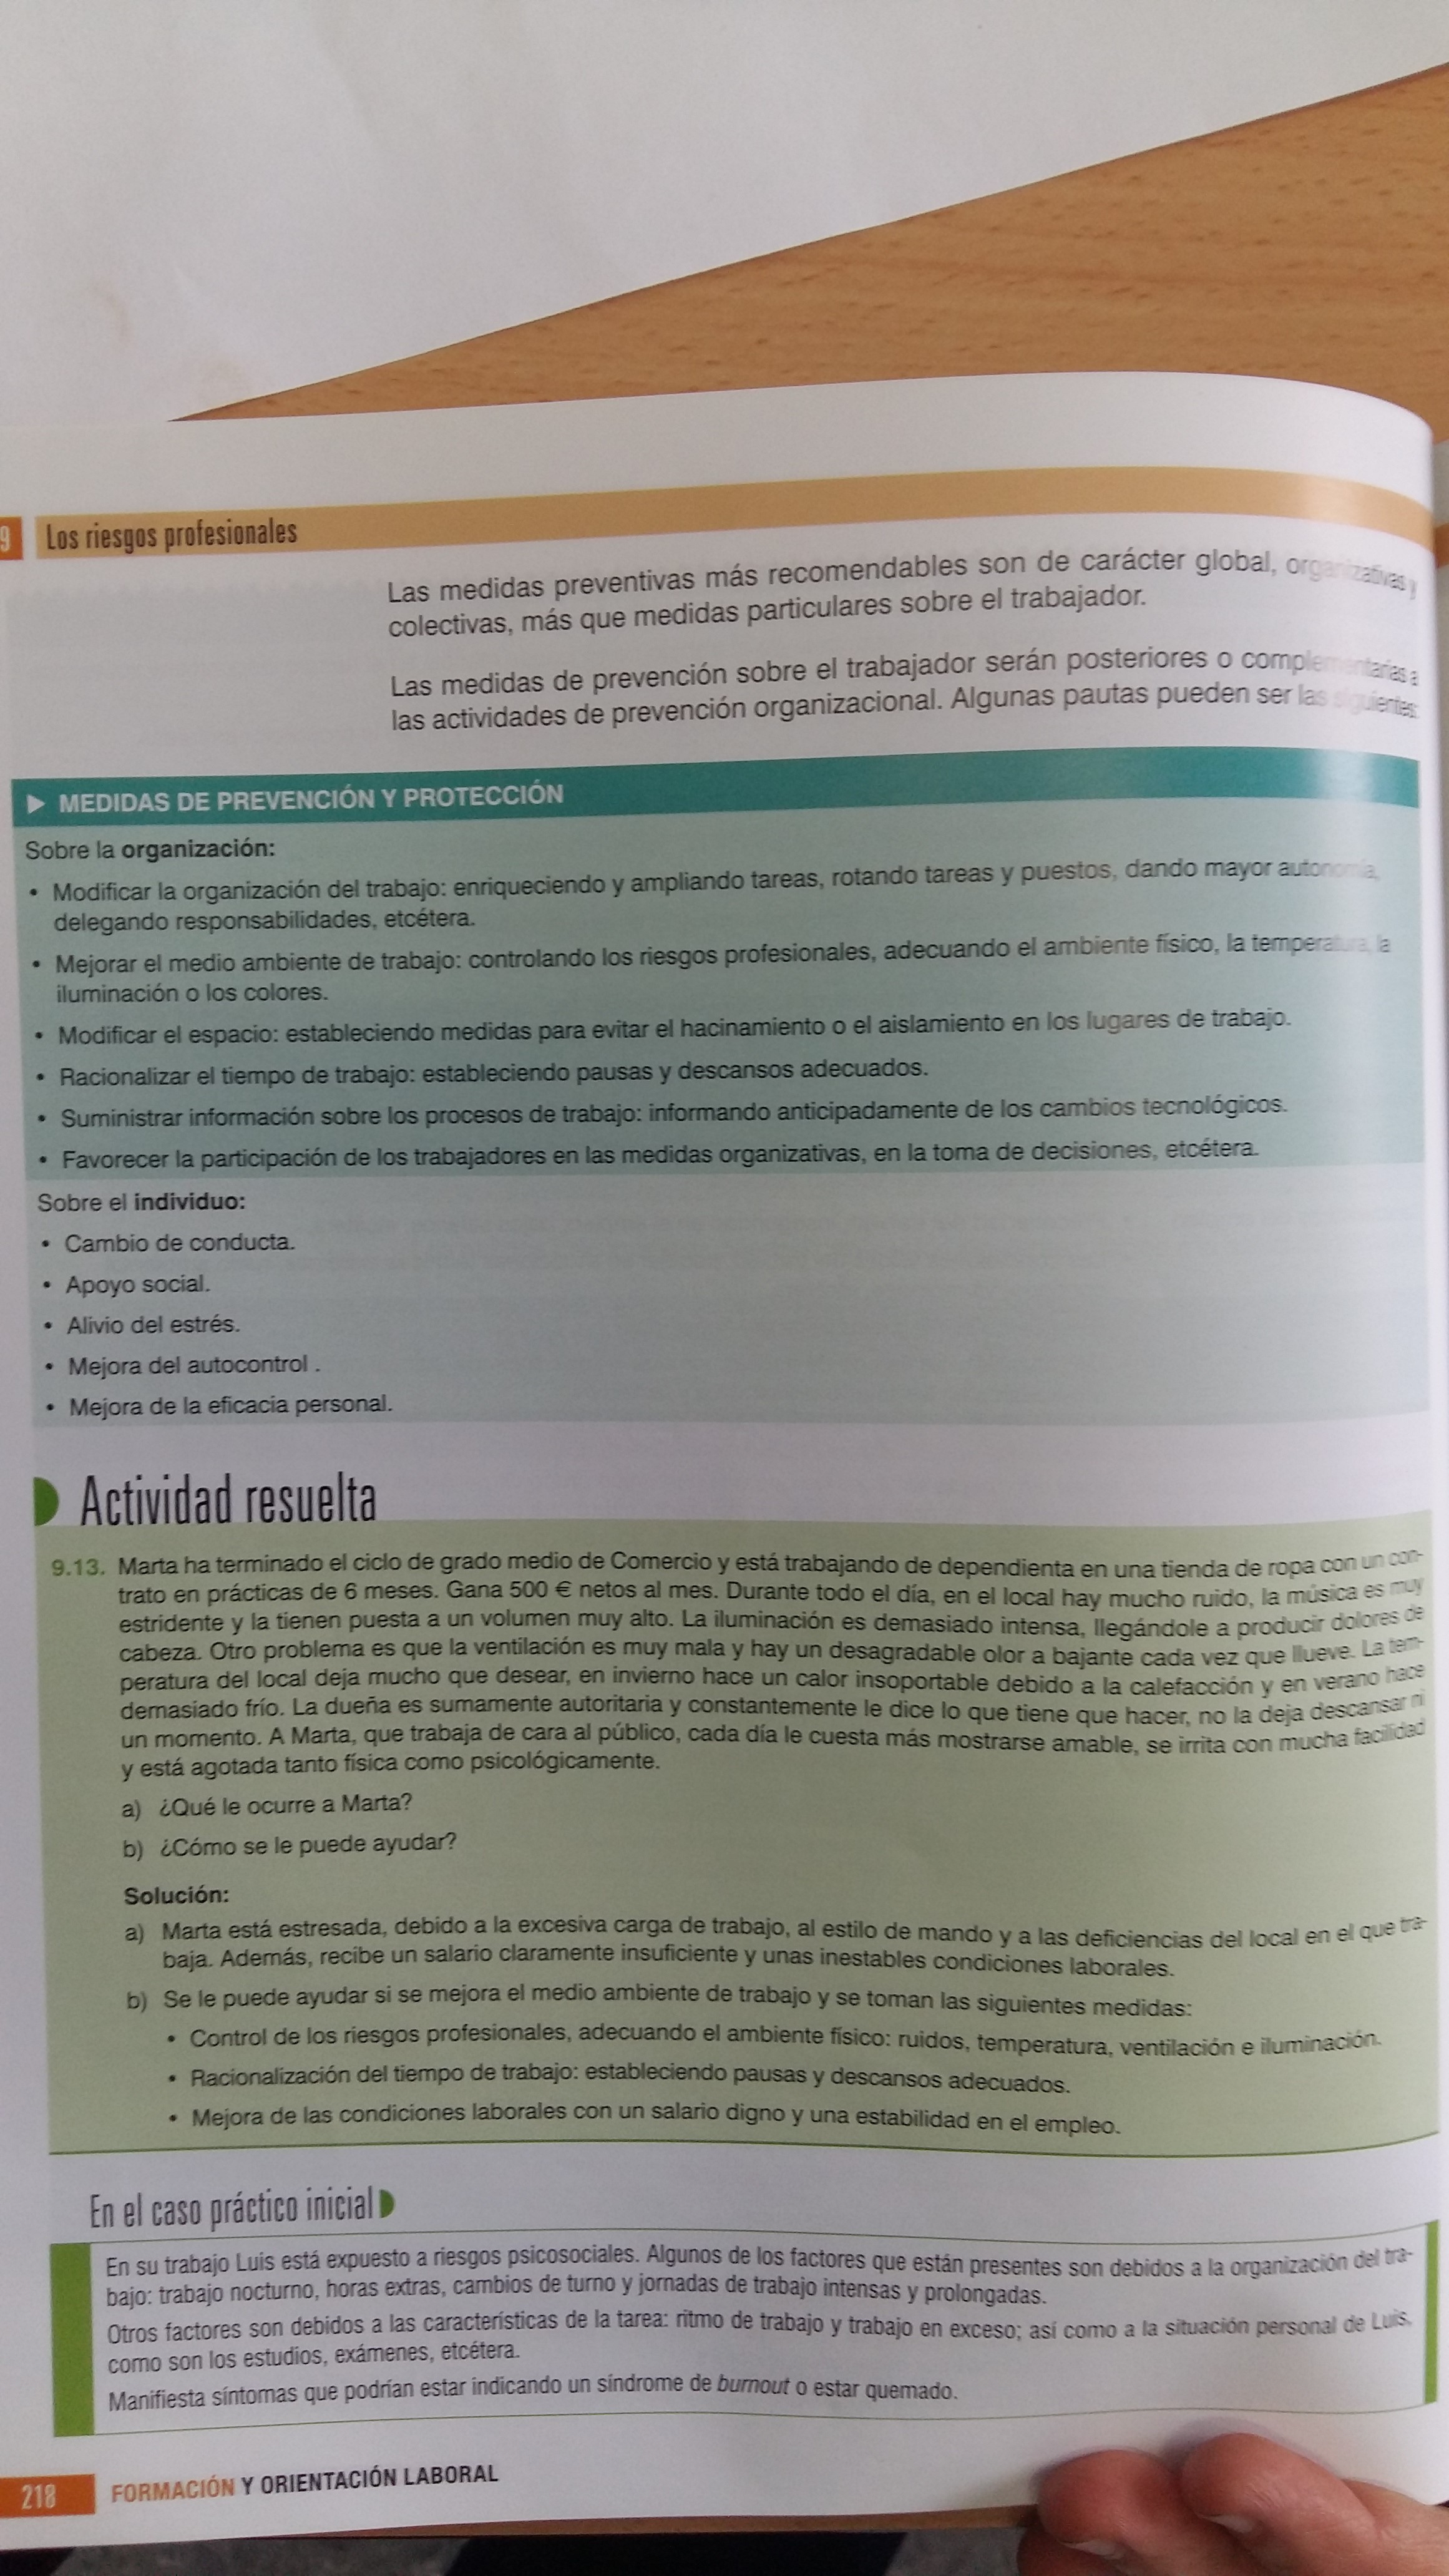 9 Los riesgos profesionales
Las medidas preventivas más recomendables son de carácter global, organizativas y
colectivas, más que medidas particulares sobre el trabajador.
Las medidas de prevención sobre el trabajador serán posteriores o complementarias a
las actividades de prevención organizacional. Algunas pautas pueden ser las siguientes:
▶ MEDIDAS DE PREVENCIÓN Y PROTECCIÓN
Sobre la organización:
• Modificar la organización del trabajo: enriqueciendo y ampliando tareas, rotando tareas y puestos, dando mayor autonomía,
delegando responsabilidades, etcétera.
• Mejorar el medio ambiente de trabajo: controlando los riesgos profesionales, adecuando el ambiente físico, la temperatura, la
iluminación o los colores.
• Modificar el espacio: estableciendo medidas para evitar el hacinamiento o el aislamiento en los lugares de trabajo.
• Racionalizar el tiempo de trabajo: estableciendo pausas y descansos adecuados.
• Suministrar información sobre los procesos de trabajo: informando anticipadamente de los cambios tecnológicos.
• Favorecer la participación de los trabajadores en las medidas organizativas, en la toma de decisiones, etcétera.
Sobre el individuo:
• Cambio de conducta.
• Apoyo social.
• Alivio del estrés.
• Mejora del autocontrol .
• Mejora de la eficacia personal.
Actividad resuelta
9.13. Marta ha terminado el ciclo de grado medio de Comercio y está trabajando de dependienta en una tienda de ropa con un con-
trato en prácticas de 6 meses. Gana 500 € netos al mes. Durante todo el día, en el local hay mucho ruido, la música es muy
estridente y la tienen puesta a un volumen muy alto. La iluminación es demasiado intensa, llegándole a producir dolores de
cabeza. Otro problema es que la ventilación es muy mala y hay un desagradable olor a bajante cada vez que llueve. La tem-
peratura del local deja mucho que desear, en invierno hace un calor insoportable debido a la calefacción y en verano hace
demasiado frío. La dueña es sumamente autoritaria y constantemente le dice lo que tiene que hacer, no la deja descansar ni
un momento. A Marta, que trabaja de cara al público, cada día le cuesta más mostrarse amable, se irrita con mucha facilidad
y está agotada tanto física como psicológicamente.
a) ¿Qué le ocurre a Marta?
b) ¿Cómo se le puede ayudar?
Solución:
a) Marta está estresada, debido a la excesiva carga de trabajo, al estilo de mando y a las deficiencias del local en el que tra-
baja. Además, recibe un salario claramente insuficiente y unas inestables condiciones laborales.
b) Se le puede ayudar si se mejora el medio ambiente de trabajo y se toman las siguientes medidas:
• Control de los riesgos profesionales, adecuando el ambiente físico: ruidos, temperatura, ventilación e iluminación.
• Racionalización del tiempo de trabajo: estableciendo pausas y descansos adecuados.
• Mejora de las condiciones laborales con un salario digno y una estabilidad en el empleo.
En el caso práctico inicial
En su trabajo Luis está expuesto a riesgos psicosociales. Algunos de los factores que están presentes son debidos a la organización del tra-
bajo: trabajo nocturno, horas extras, cambios de turno y jornadas de trabajo intensas y prolongadas.
Otros factores son debidos a las características de la tarea: ritmo de trabajo y trabajo en exceso; así como a la situación personal de Luis,
como son los estudios, exámenes, etcétera.
Manifiesta síntomas que podrían estar indicando un síndrome de burnout o estar quemado.
218 FORMACIÓN Y ORIENTACIÓN LABORAL